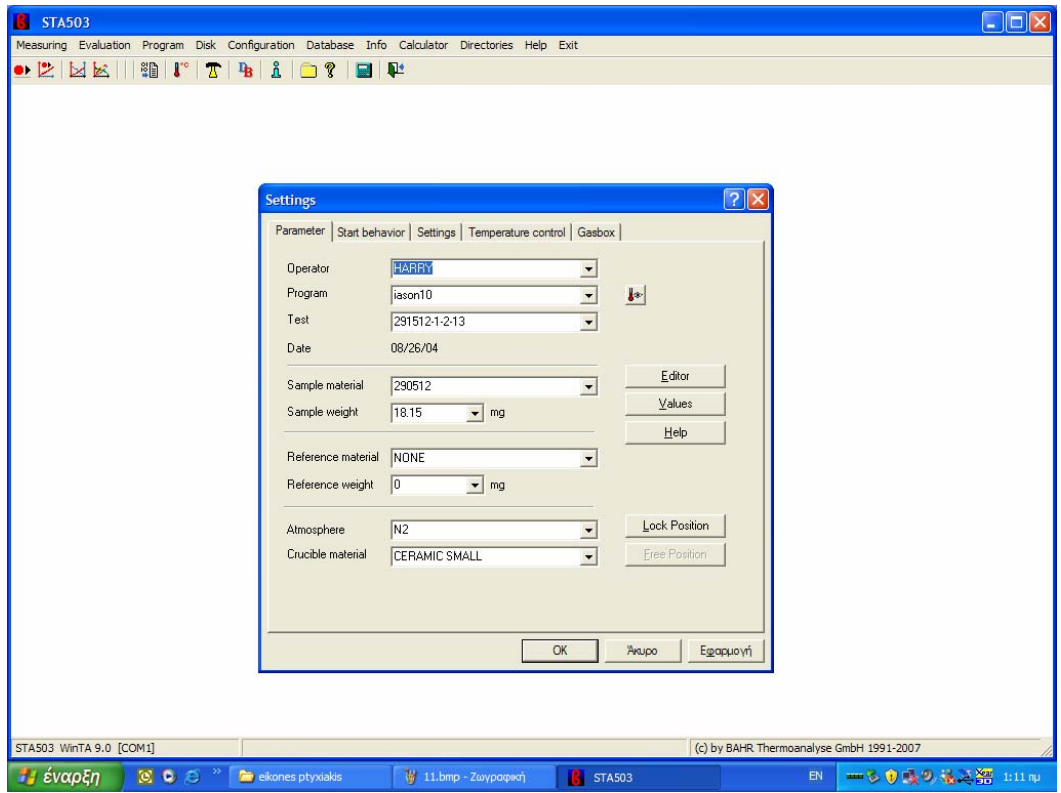 STA503
Measuring Evaluation Program Disk Configuration Database Info Calculator Directories Help Exit
Settings
Parameter Start behavior Settings Temperature control Gasbox
Operator HARRY
Program iason10
Test 291512-1-2-13
Date 08/26/04
Sample material 290512
Editor
Sample weight 18.15 mg
Values
Help
Reference material NONE
Reference weight 0 mg
Atmosphere N2
Lock Position
Crucible material CERAMIC SMALL
Free Position
OK Άκυρο Εφαρμογή
STA503 WinTA 9.0 [COM1] (c) by BAHR Thermoanalyse GmbH 1991-2007
έναρξη eikones ptyxiakis 11.bmp - Ζωγραφική STA503 EN 1:11 πμ